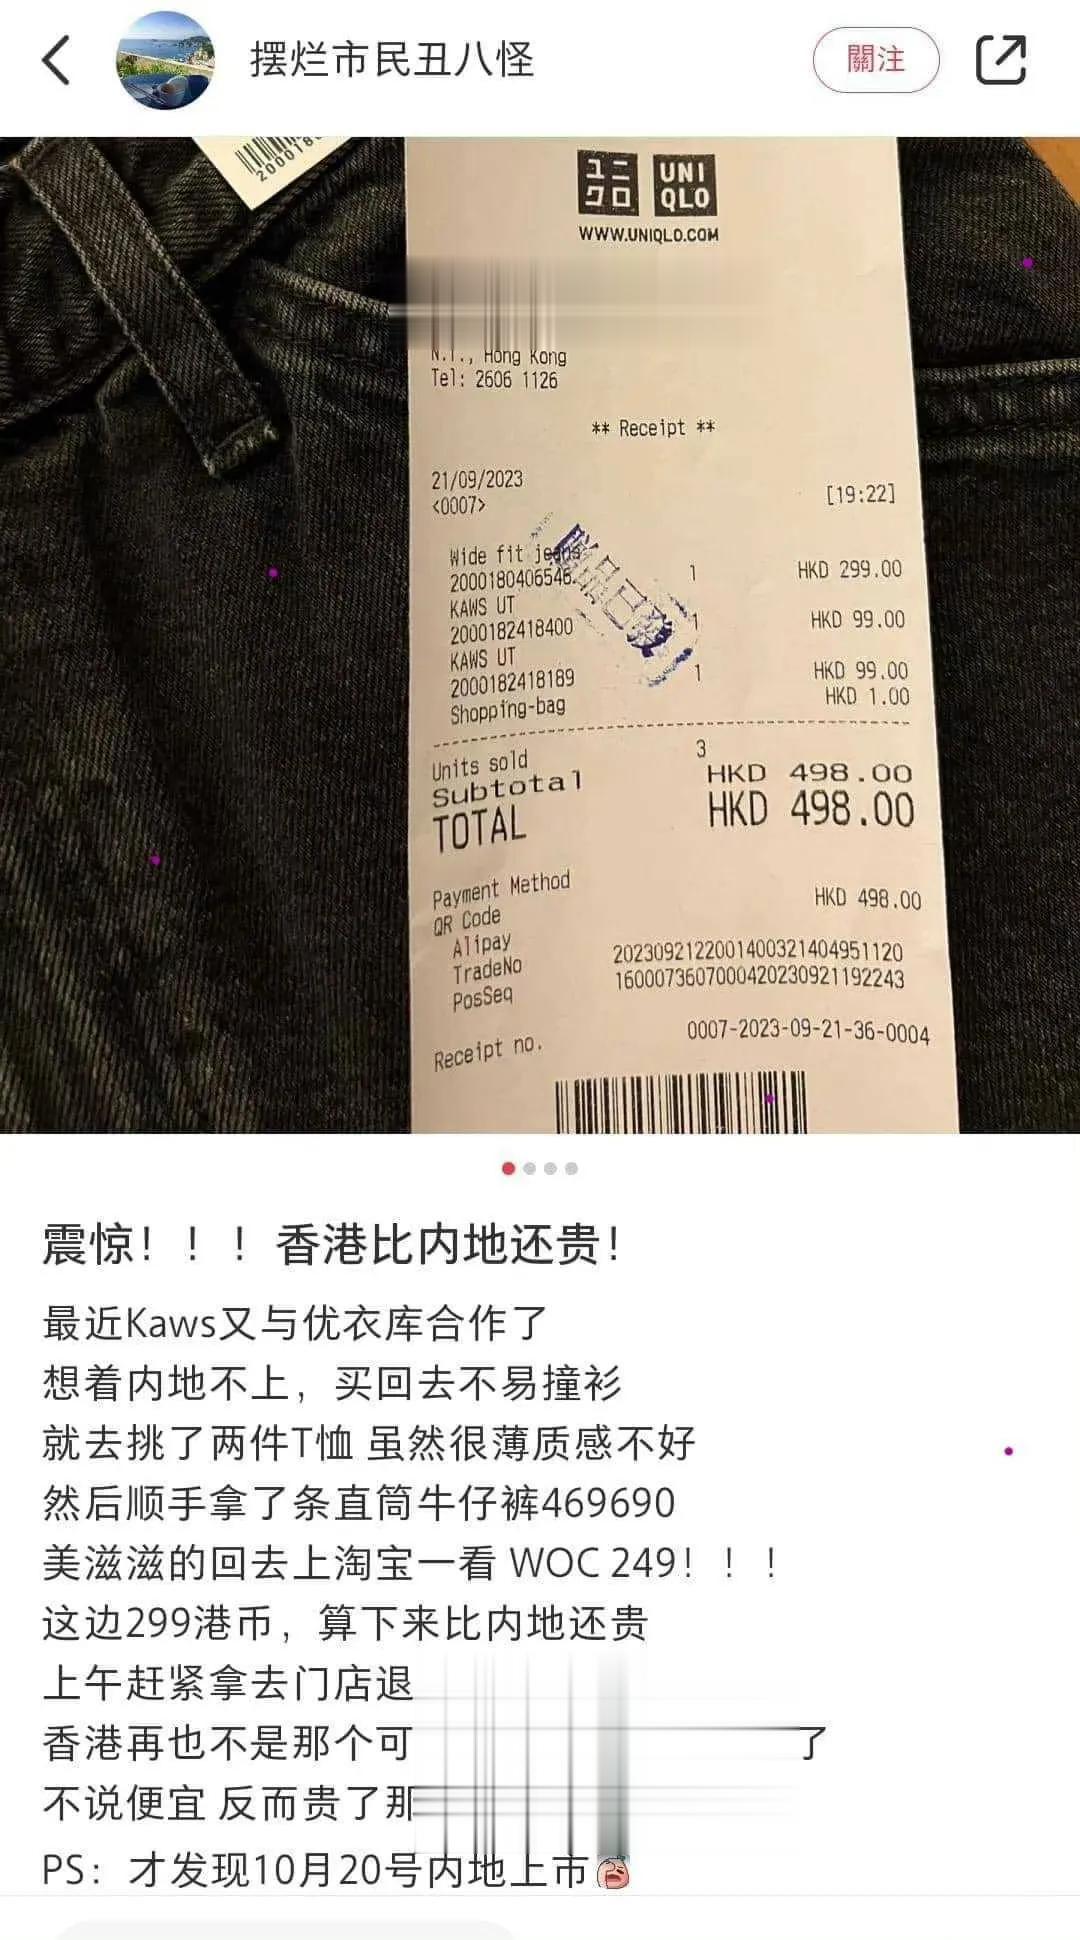 摆烂市民丑八怪
關注
200018
ユニクロ
UNIQLO
WWW.UNIQLO.COM
N.T., Hong Kong
Tel: 2606 1126
** Receipt **
21/09/2023
<0007> [19:22]
Wide fit jeans
2000180406546 1 HKD 299.00
KAWS UT
2000182418400 1 HKD 99.00
KAWS UT
2000182418189 1 HKD 99.00
Shopping-bag HKD 1.00
赠品已發
Units sold 3
Subtotal HKD 498.00
TOTAL HKD 498.00
Payment Method
QR Code HKD 498.00
Alipay
TradeNo 2023092122001400321404951120
PosSeq 1600073607000420230921192243
Receipt no. 0007-2023-09-21-36-0004
震惊！！！香港比内地还贵！
最近Kaws又与优衣库合作了
想着内地不上，买回去不易撞衫
就去挑了两件T恤 虽然很薄质感不好
然后顺手拿了条直筒牛仔裤469690
美滋滋的回去上淘宝一看 WOC 249！！！
这边299港币，算下来比内地还贵
上午赶紧拿去门店退
香港再也不是那个可 了
不说便宜 反而贵了那
PS：才发现10月20号内地上市